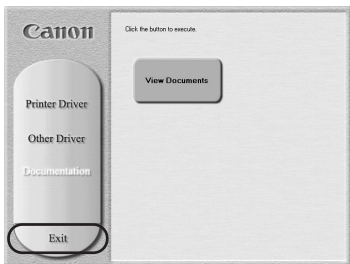 Canon
Click the button to execute.
View Documents
Printer Driver
Other Driver
Documentation
Exit